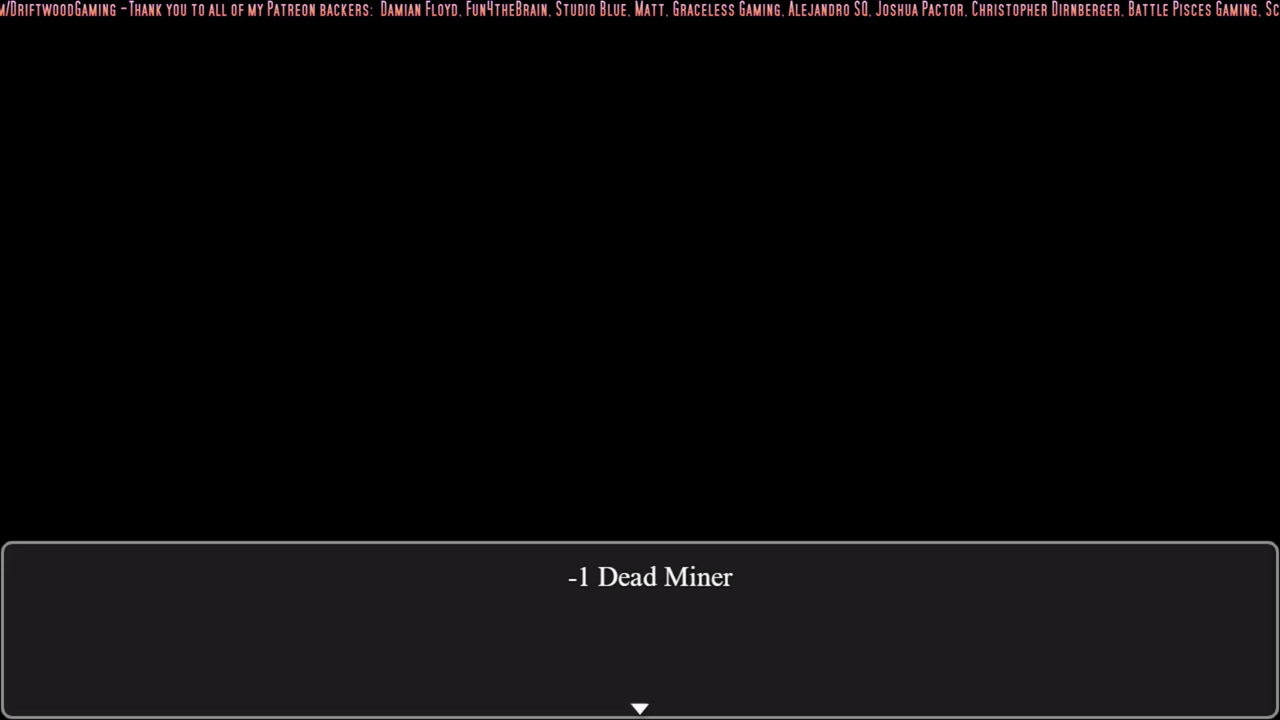 M/DriftwoodGaming - Thank you to all of my Patreon backers: Damian Floyd, Fun4theBrain, Studio Blue, Matt, Graceless Gaming, Alejandro SQ, Joshua Pactor, Christopher Dirnberger, Battle Pisces Gaming, Sc
-1 Dead Miner